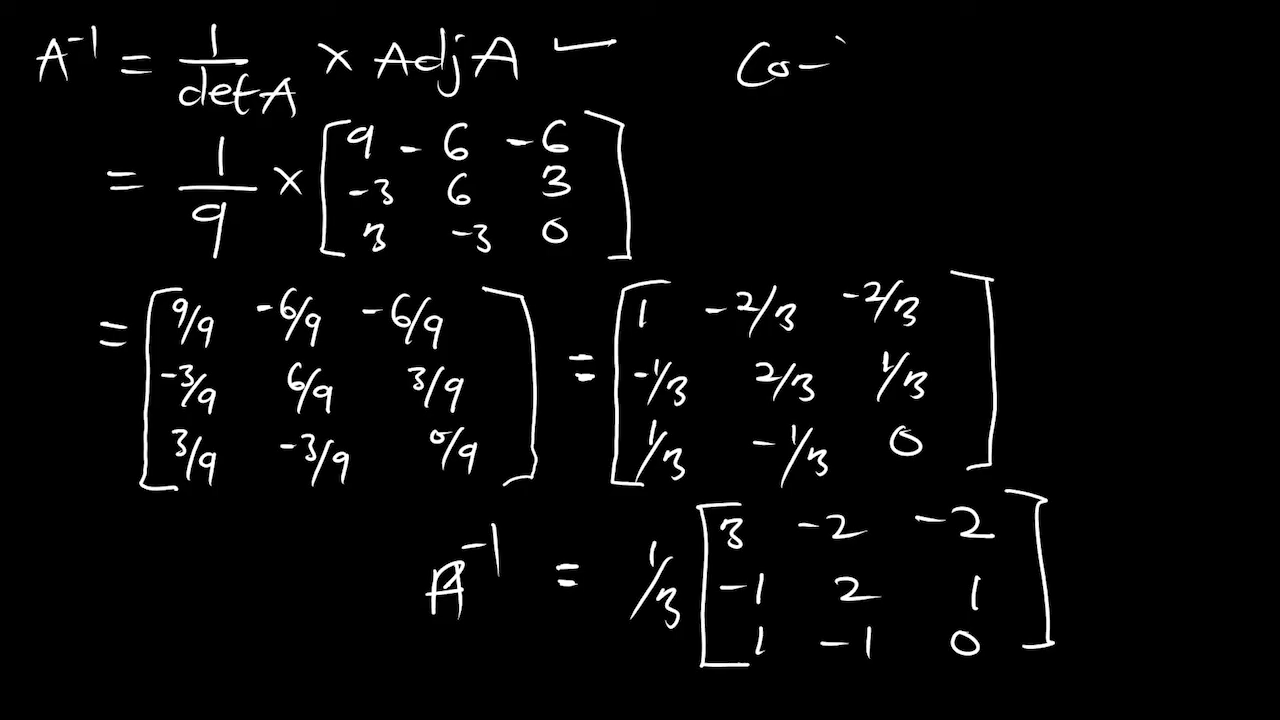 A⁻¹ = 1/det A × Adj A ✓ Co-
= 1/9 × [9 -6 -6
-3 6 3
3 -3 0]
= [9/9 -6/9 -6/9 = [1 -2/3 -2/3
-3/9 6/9 3/9 -1/3 2/3 1/3
3/9 -3/9 0/9] 1/3 -1/3 0]
A⁻¹ = 1/3 [3 -2 -2
-1 2 1
1 -1 0]